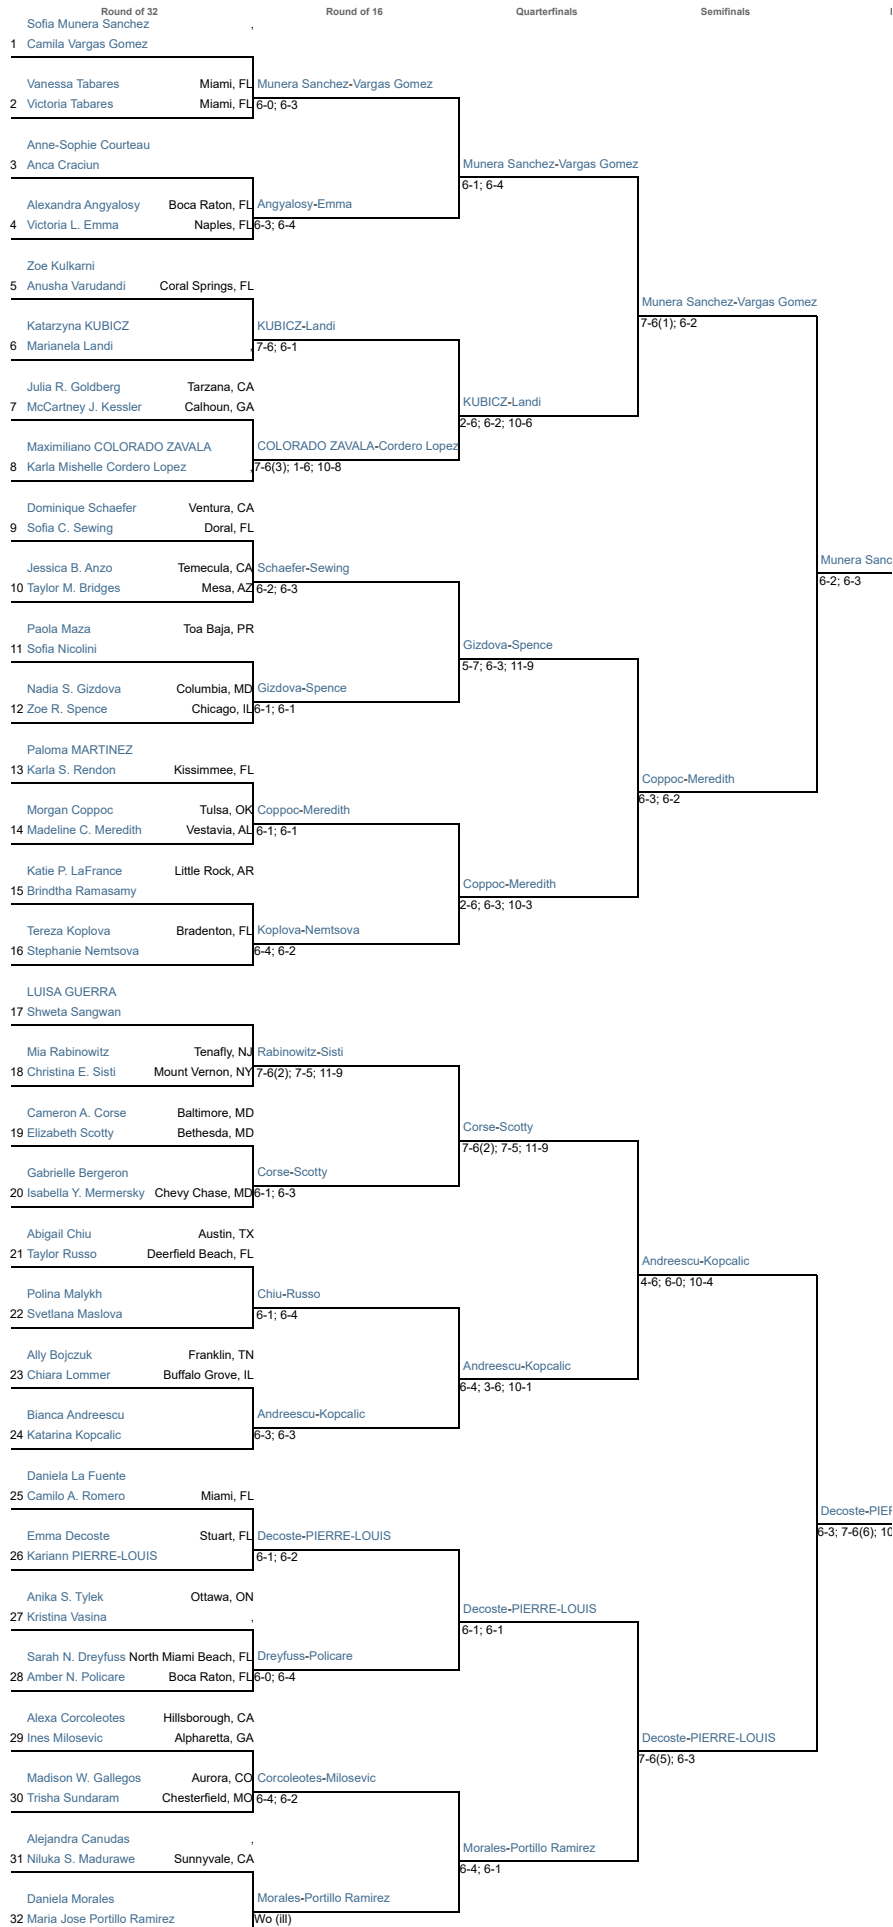 Round of 32 Round of 16 Quarterfinals Semifinals
Sofia Munera Sanchez ,
1 Camila Vargas Gomez
Vanessa Tabares Miami, FL Munera Sanchez-Vargas Gomez
2 Victoria Tabares Miami, FL 6-0; 6-3
Anne-Sophie Courteau
3 Anca Craciun Munera Sanchez-Vargas Gomez
6-1; 6-4
Alexandra Angyalosy Boca Raton, FL Angyalosy-Emma
4 Victoria L. Emma Naples, FL 6-3; 6-4
Zoe Kulkarni
5 Anusha Varudandi Coral Springs, FL
Munera Sanchez-Vargas Gomez
Katarzyna KUBICZ KUBICZ-Landi 7-6(1); 6-2
6 Marianela Landi , 7-6; 6-1
Julia R. Goldberg Tarzana, CA
7 McCartney J. Kessler Calhoun, GA KUBICZ-Landi
2-6; 6-2; 10-6
Maximiliano COLORADO ZAVALA COLORADO ZAVALA-Cordero Lopez
8 Karla Mishelle Cordero Lopez , 7-6(3); 1-6; 10-8
Dominique Schaefer Ventura, CA
9 Sofia C. Sewing Doral, FL
Munera Sanc
Jessica B. Anzo Temecula, CA Schaefer-Sewing
6-2; 6-3
10 Taylor M. Bridges Mesa, AZ 6-2; 6-3
Paola Maza Toa Baja, PR
11 Sofia Nicolini Gizdova-Spence
5-7; 6-3; 11-9
Nadia S. Gizdova Columbia, MD Gizdova-Spence
12 Zoe R. Spence Chicago, IL 6-1; 6-1
Paloma MARTINEZ
13 Karla S. Rendon Kissimmee, FL
Coppoc-Meredith
6-3; 6-2
Morgan Coppoc Tulsa, OK Coppoc-Meredith
14 Madeline C. Meredith Vestavia, AL 6-1; 6-1
Katie P. LaFrance Little Rock, AR
Coppoc-Meredith
15 Brindtha Ramasamy
2-6; 6-3; 10-3
Tereza Koplova Bradenton, FL Koplova-Nemtsova
16 Stephanie Nemtsova 6-4; 6-2
LUISA GUERRA
17 Shweta Sangwan
Mia Rabinowitz Tenafly, NJ Rabinowitz-Sisti
18 Christina E. Sisti Mount Vernon, NY 7-6(2); 7-5; 11-9
Cameron A. Corse Baltimore, MD
Corse-Scotty
19 Elizabeth Scotty Bethesda, MD
7-6(2); 7-5; 11-9
Gabrielle Bergeron Corse-Scotty
20 Isabella Y. Mermersky Chevy Chase, MD 6-1; 6-3
Abigail Chiu Austin, TX
21 Taylor Russo Deerfield Beach, FL
Andreescu-Kopcalic
4-6; 6-0; 10-4
Polina Malykh Chiu-Russo
22 Svetlana Maslova 6-1; 6-4
Ally Bojczuk Franklin, TN
Andreescu-Kopcalic
23 Chiara Lommer Buffalo Grove, IL
6-4; 3-6; 10-1
Bianca Andreescu Andreescu-Kopcalic
24 Katarina Kopcalic 6-3; 6-3
Daniela La Fuente
25 Camilo A. Romero Miami, FL
Decoste-PIER
Emma Decoste Stuart, FL Decoste-PIERRE-LOUIS 6-3; 7-6(6); 10
26 Kariann PIERRE-LOUIS 6-1; 6-2
Anika S. Tylek Ottawa, ON
Decoste-PIERRE-LOUIS
27 Kristina Vasina ,
6-1; 6-1
Sarah N. Dreyfuss North Miami Beach, FL Dreyfuss-Policare
28 Amber N. Policare Boca Raton, FL 6-0; 6-4
Alexa Corcoleotes Hillsborough, CA
29 Ines Milosevic Alpharetta, GA Decoste-PIERRE-LOUIS
7-6(5); 6-3
Madison W. Gallegos Aurora, CO Corcoleotes-Milosevic
30 Trisha Sundaram Chesterfield, MO 6-4; 6-2
Alejandra Canudas ,
Morales-Portillo Ramirez
31 Niluka S. Madurawe Sunnyvale, CA
6-4; 6-1
Daniela Morales Morales-Portillo Ramirez
32 Maria Jose Portillo Ramirez Wo (ill)